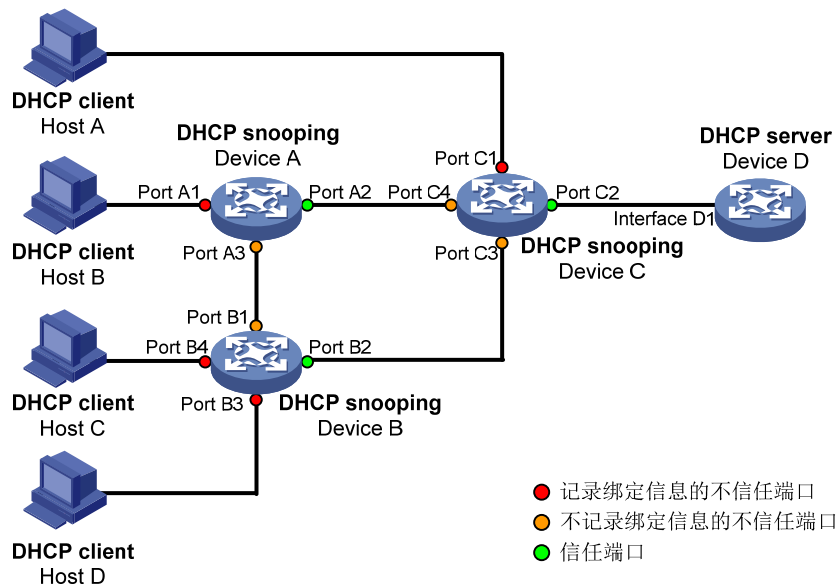 DHCP client
Host A
DHCP snooping
Device A
DHCP server
Device D
Port C1
Port A1
Port A2
Port C4
Port C2
Interface D1
DHCP client
Host B
Port A3
Port C3
DHCP snooping
Device C
Port B1
Port B4
Port B2
DHCP client
Host C
Port B3
DHCP snooping
Device B
记录绑定信息的不信任端口
不记录绑定信息的不信任端口
信任端口
DHCP client
Host D